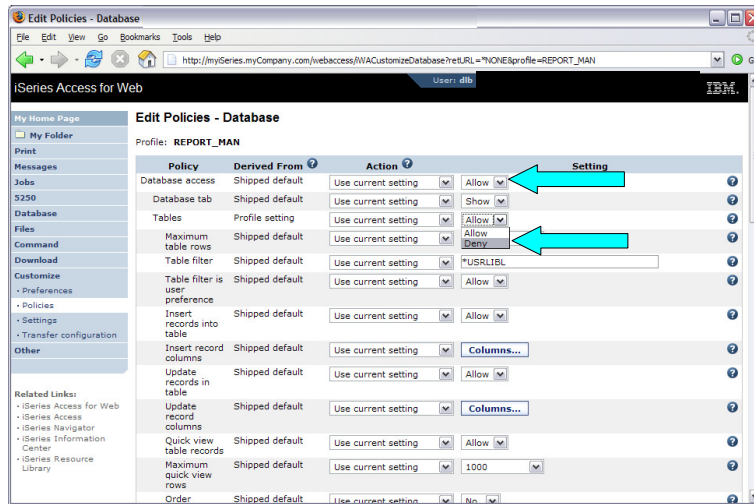 Edit Policies - Database
File Edit View Go Bookmarks Tools Help
http://myiSeries.myCompany.com/webaccess/iWACustomizeDatabase?retURL=*NONE&profile=REPORT_MAN
iSeries Access for Web
User: dlb
IBM.
My Home Page
My Folder
Print
Messages
Jobs
5250
Database
Files
Command
Download
Customize
• Preferences
• Policies
• Settings
• Transfer configuration
Other
Related Links:
• iSeries Access for Web
• iSeries Access
• iSeries Navigator
• iSeries Information
Center
• iSeries Resource
Library
Edit Policies - Database
Profile: REPORT_MAN
Policy Derived From ? Action ? Setting
Database access Shipped default Use current setting Allow ?
Database tab Shipped default Use current setting Show ?
Tables Profile setting Use current setting Allow ?
Allow
Deny
Maximum
table rows Shipped default Use current setting ?
Table filter Shipped default Use current setting *USRLIBL ?
Table filter is
user
preference Shipped default Use current setting Allow ?
Insert
records into
table Shipped default Use current setting Allow ?
Insert record
columns Shipped default Use current setting Columns... ?
Update
records in
table Shipped default Use current setting Allow ?
Update
record
columns Shipped default Use current setting Columns... ?
Quick view
table records Shipped default Use current setting Allow ?
Maximum
quick view
rows Shipped default Use current setting 1000 ?
Order Shipped default Use current setting No ?